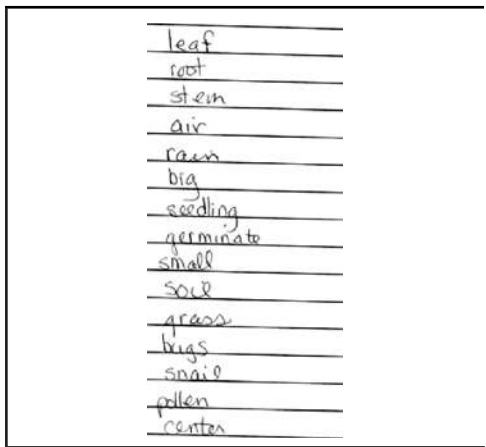 leaf
root
stem
air
rain
big
seedling
germinate
small
soil
grass
bugs
snail
pollen
center